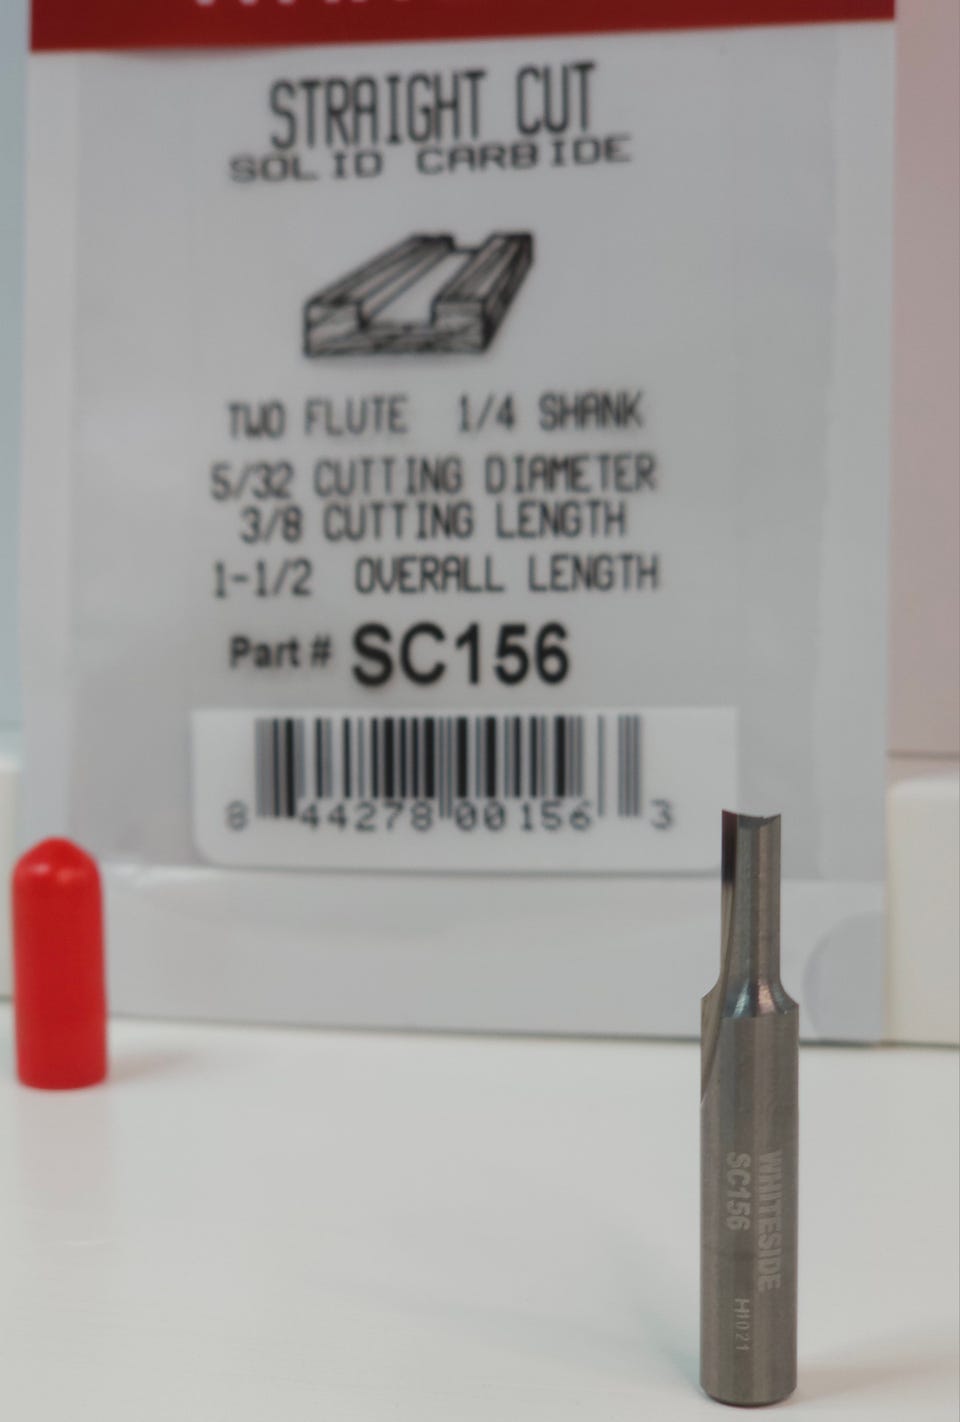 STRAIGHT CUT
SOLID CARBIDE
TWO FLUTE 1/4 SHANK
5/32 CUTTING DIAMETER
3/8 CUTTING LENGTH
1-1/2 OVERALL LENGTH
Part # SC156
8 44278 00156 3
WHITESIDE
SC156
H1021